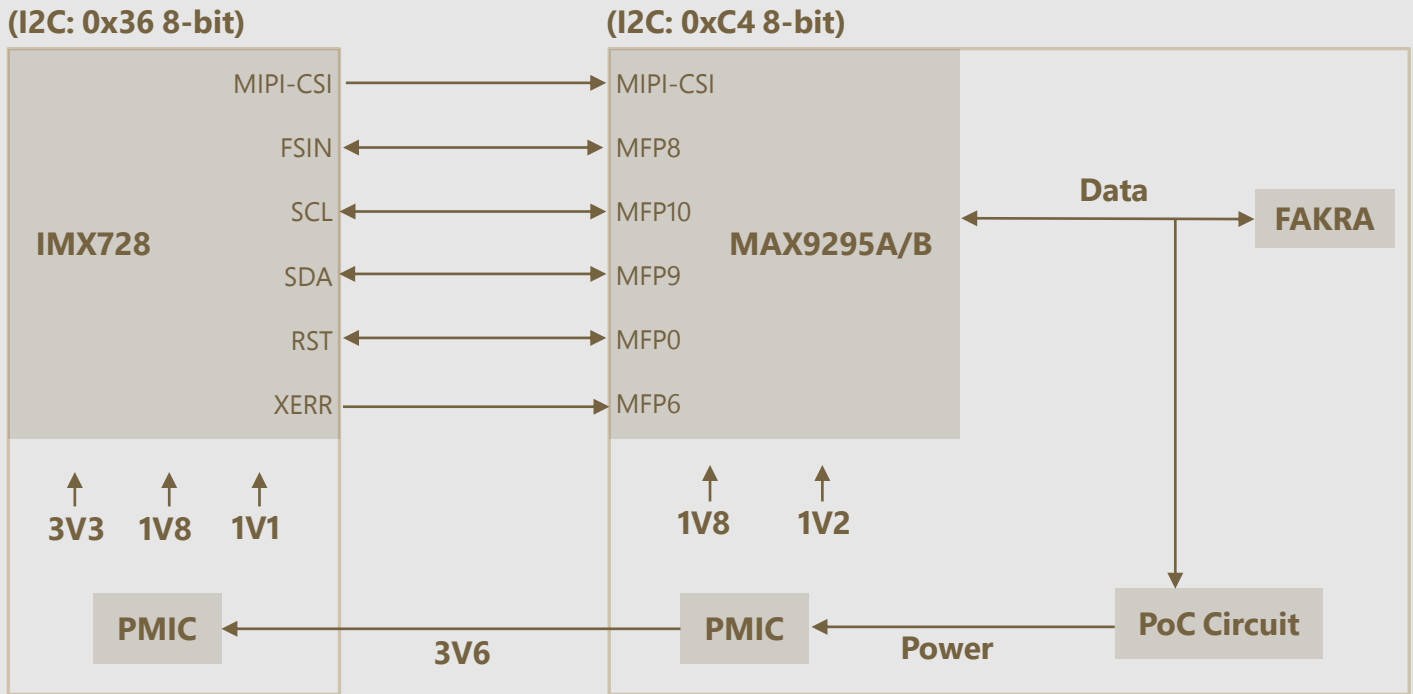 (I2C: 0x36 8-bit)
(I2C: 0xC4 8-bit)
MIPI-CSI
MIPI-CSI
FSIN
MFP8
Data
SCL
MFP10
FAKRA
IMX728
MAX9295A/B
SDA
MFP9
RST
MFP0
XERR
MFP6
3V3
1V8
1V1
1V8
1V2
PMIC
3V6
PMIC
Power
PoC Circuit